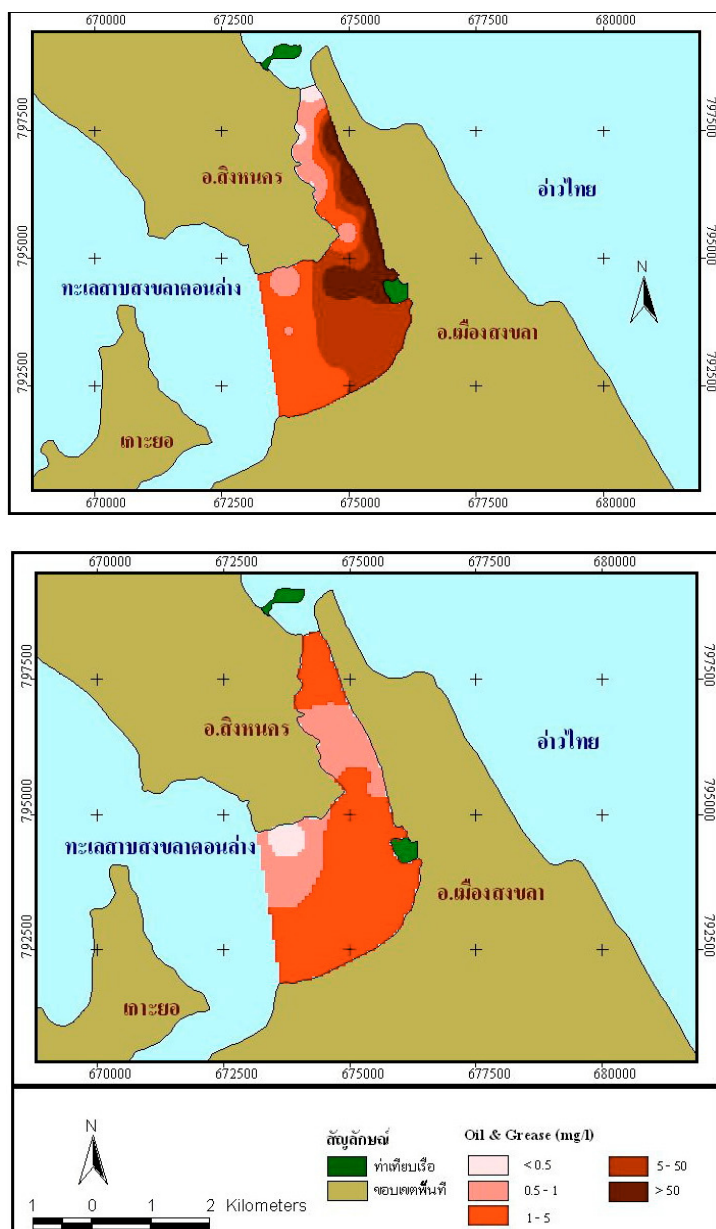 670000 672500 675000 677500 680000
797500 797500
อ.สิงหนคร
อ่าวไทย
795000 795000
N
ทะเลสาบสงขลาตอนล่าง
อ.เมืองสงขลา
792500 792500
เกาะยอ
670000 672500 675000 677500 680000
670000 672500 675000 677500 680000
797500 797500
อ.สิงหนคร
อ่าวไทย
795000 795000
ทะเลสาบสงขลาตอนล่าง
อ.เมืองสงขลา
792500 792500
เกาะยอ
670000 672500 675000 677500 680000
N
สัญลักษณ์ Oil & Grease (mg/l)
ท่าเทียบเรือ < 0.5 5 - 50
ขอบเขตพื้นที่ 0.5 - 1 > 50
1 - 5
1 0 1 2 Kilometers